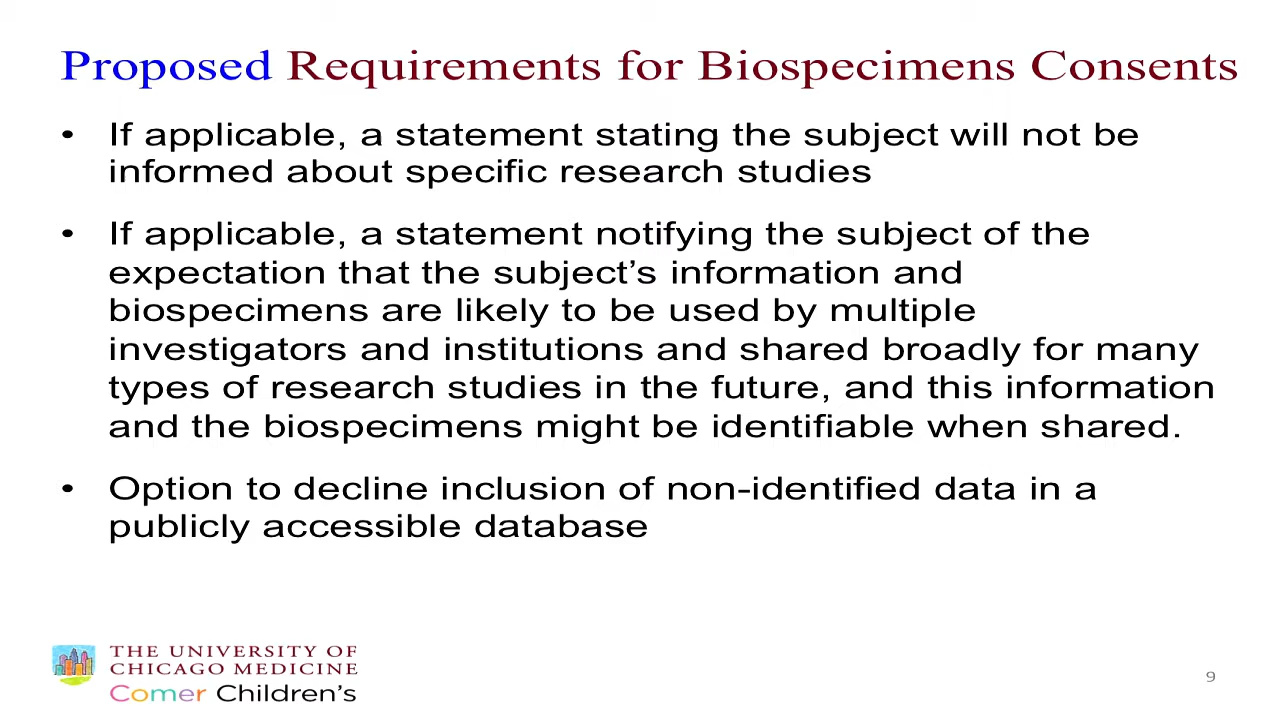 Proposed Requirements for Biospecimens Consents
• If applicable, a statement stating the subject will not be
informed about specific research studies
• If applicable, a statement notifying the subject of the
expectation that the subject’s information and
biospecimens are likely to be used by multiple
investigators and institutions and shared broadly for many
types of research studies in the future, and this information
and the biospecimens might be identifiable when shared.
• Option to decline inclusion of non-identified data in a
publicly accessible database
THE UNIVERSITY OF
CHICAGO MEDICINE
Comer Children’s
9